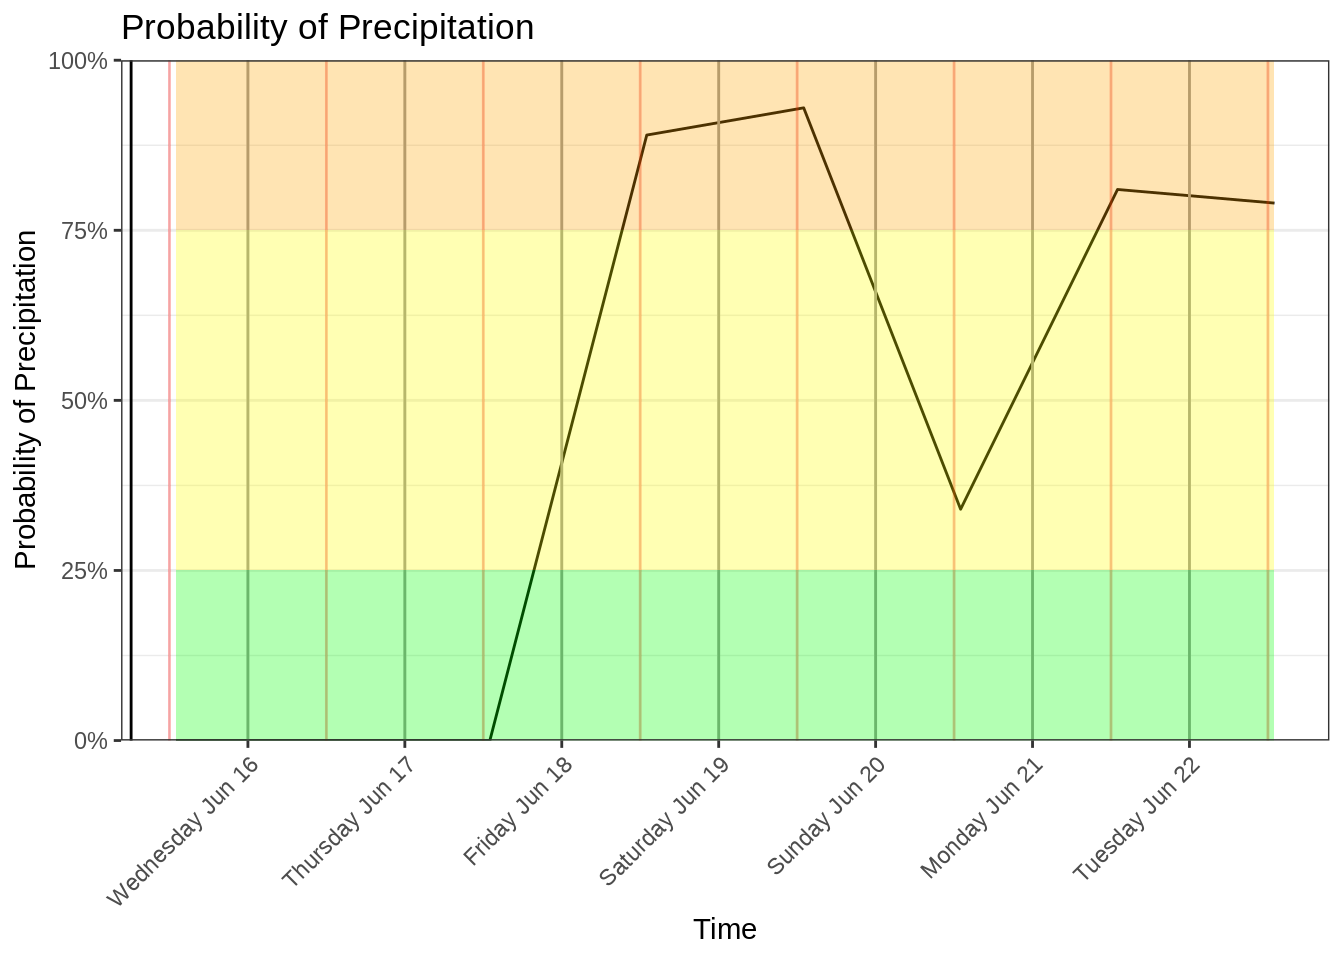 Probability of Precipitation
100%
75%
50%
25%
0%
Probability of Precipitation
Wednesday Jun 16
Thursday Jun 17
Friday Jun 18
Saturday Jun 19
Sunday Jun 20
Monday Jun 21
Tuesday Jun 22
Time